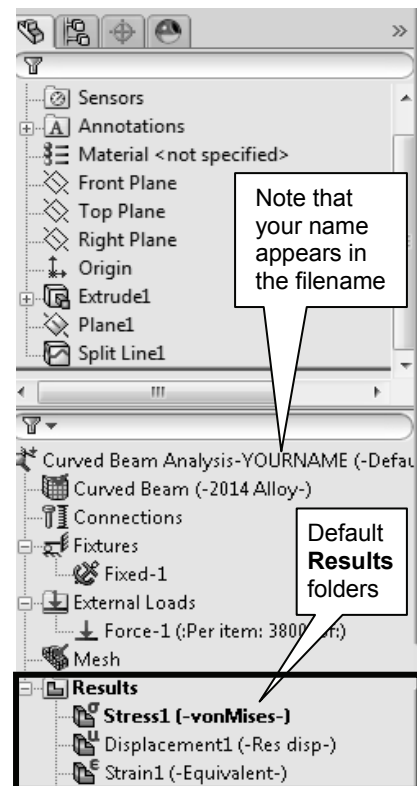 Sensors
Annotations
Material <not specified>
Front Plane
Top Plane
Right Plane
Origin
Extrude1
Plane1
Split Line1
Note that
your name
appears in
the filename
Curved Beam Analysis-YOURNAME (-Defau
Curved Beam (-2014 Alloy-)
Connections
Fixtures
Fixed-1
External Loads
Force-1 (:Per item: 3800
Mesh
Default
Results
folders
Results
Stress1 (-vonMises-)
Displacement1 (-Res disp-)
Strain1 (-Equivalent-)